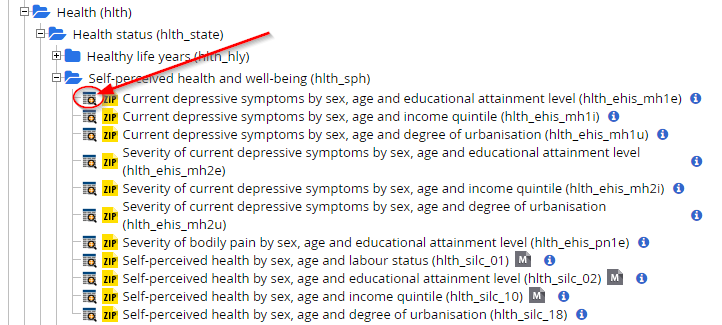 Health (hlth)
Health status (hlth_state)
Healthy life years (hlth_hly)
Self-perceived health and well-being (hlth_sph)
ZIP Current depressive symptoms by sex, age and educational attainment level (hlth_ehis_mh1e) i
ZIP Current depressive symptoms by sex, age and income quintile (hlth_ehis_mh1i) i
ZIP Current depressive symptoms by sex, age and degree of urbanisation (hlth_ehis_mh1u) i
ZIP Severity of current depressive symptoms by sex, age and educational attainment level
(hlth_ehis_mh2e) i
ZIP Severity of current depressive symptoms by sex, age and income quintile (hlth_ehis_mh2i) i
ZIP Severity of current depressive symptoms by sex, age and degree of urbanisation
(hlth_ehis_mh2u) i
ZIP Severity of bodily pain by sex, age and educational attainment level (hlth_ehis_pn1e) i
ZIP Self-perceived health by sex, age and labour status (hlth_silc_01) M i
ZIP Self-perceived health by sex, age and educational attainment level (hlth_silc_02) M i
ZIP Self-perceived health by sex, age and income quintile (hlth_silc_10) M i
ZIP Self-perceived health by sex, age and degree of urbanisation (hlth_silc_18) i